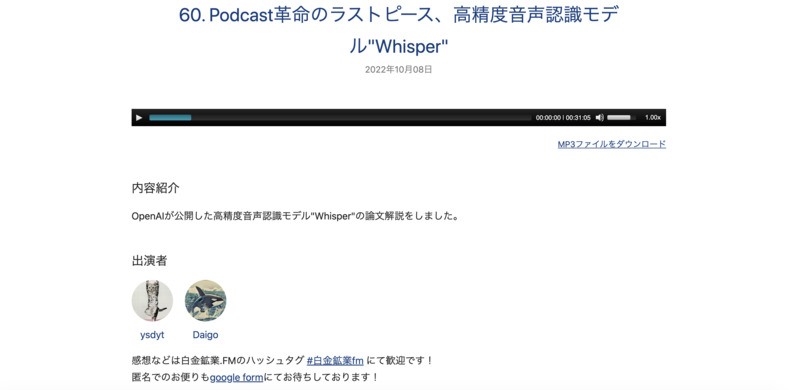 60. Podcast革命のラストピース、高精度音声認識モデ
ル"Whisper"
2022年10月08日
00:00:00 | 00:31:05 1.00x
MP3ファイルをダウンロード
内容紹介
OpenAIが公開した高精度音声認識モデル"Whisper"の論文解説をしました。
出演者
ysdyt Daigo
感想などは白金鉱業.FMのハッシュタグ #白金鉱業fm にて歓迎です！
匿名でのお便りもgoogle formにてお待ちしております！